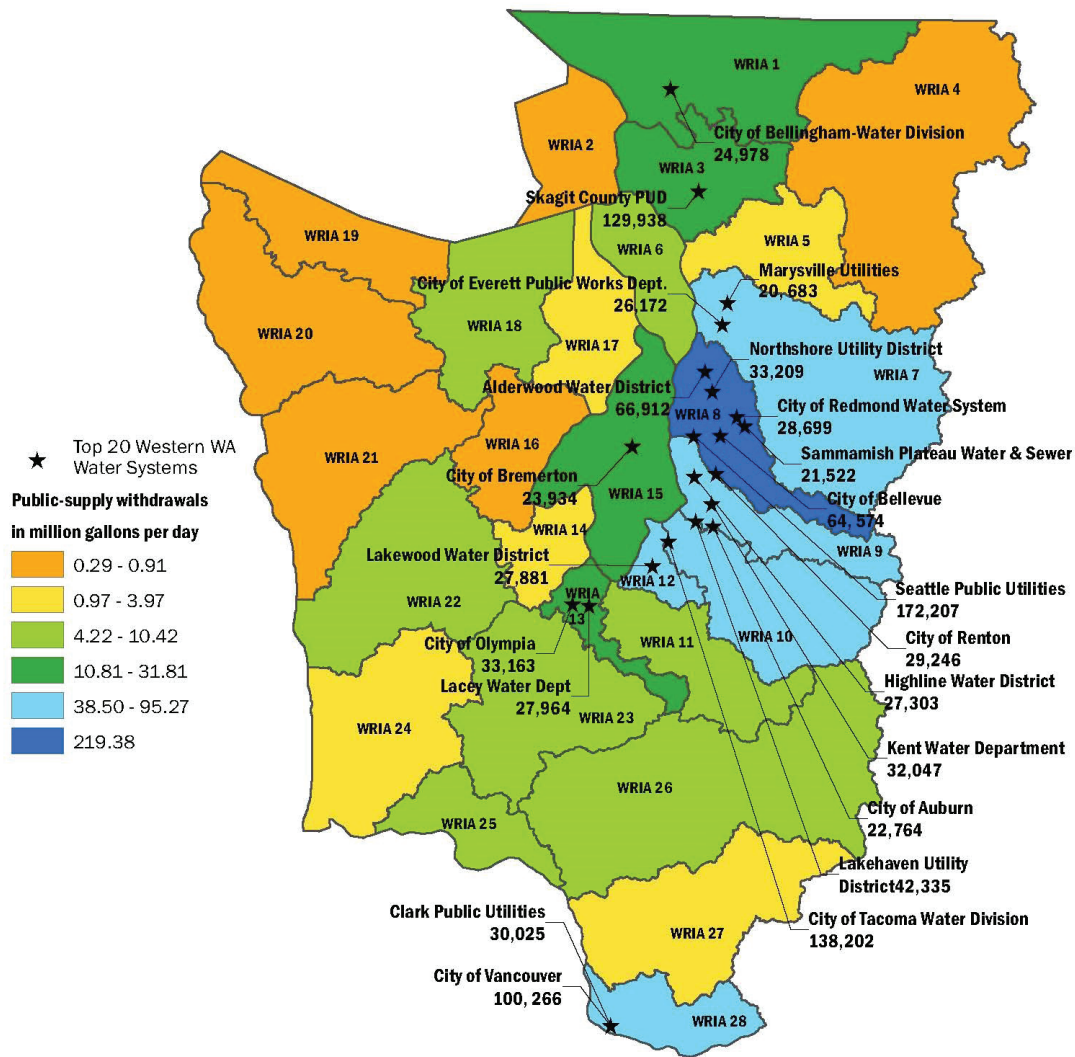 WRIA 1
WRIA 4
City of Bellingham-Water Division
24,978
WRIA 2
WRIA 3
Skagit County PUD
129,938
WRIA 19
WRIA 6
WRIA 5
Marysville Utilities
20,683
City of Everett Public Works Dept.
26,172
WRIA 20
WRIA 18
WRIA 17
Northshore Utility District
33,209
WRIA 7
Alderwood Water District
66,912
WRIA 8
City of Redmond Water System
28,699
Top 20 Western WA
Water Systems
WRIA 21
WRIA 16
Sammamish Plateau Water & Sewer
21,522
City of Bremerton
23,934
WRIA 15
City of Bellevue
64, 574
Public-supply withdrawals
in million gallons per day
0.29 - 0.91
0.97 - 3.97
4.22 - 10.42
10.81 - 31.81
38.50 - 95.27
219.38
WRIA 14
WRIA 9
Lakewood Water District
27,881
WRIA 12
Seattle Public Utilities
172,207
WRIA 22
WRIA
13
WRIA 11
WRIA 10
City of Olympia
33,163
City of Renton
29,246
Lacey Water Dept
27,964
Highline Water District
27,303
WRIA 23
WRIA 24
Kent Water Department
32,047
WRIA 26
WRIA 25
City of Auburn
22,764
Lakehaven Utility
District42,335
Clark Public Utilities
30,025
City of Tacoma Water Division
138,202
WRIA 27
City of Vancouver
100, 266
WRIA 28